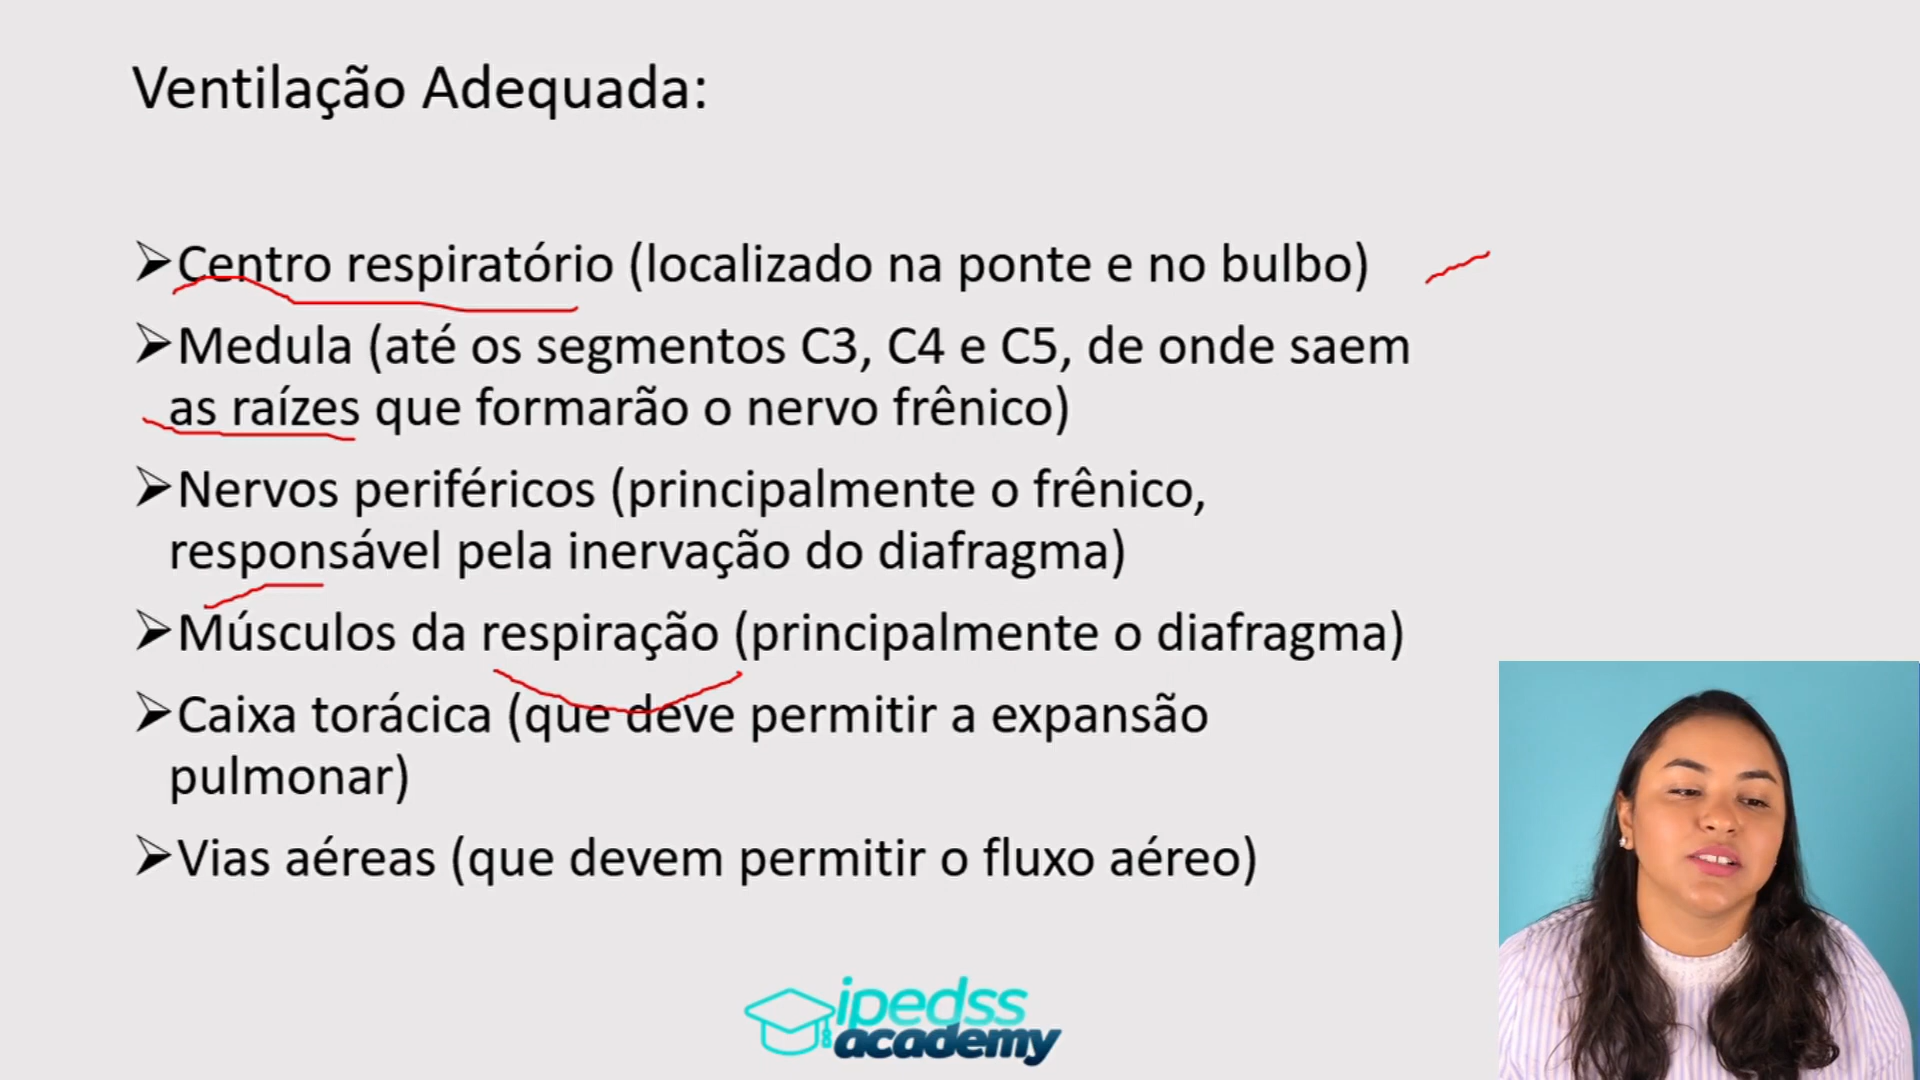 Ventilação Adequada:
➢Centro respiratório (localizado na ponte e no bulbo)
➢Medula (até os segmentos C3, C4 e C5, de onde saem
as raízes que formarão o nervo frênico)
➢Nervos periféricos (principalmente o frênico,
responsável pela inervação do diafragma)
➢Músculos da respiração (principalmente o diafragma)
➢Caixa torácica (que deve permitir a expansão
pulmonar)
➢Vias aéreas (que devem permitir o fluxo aéreo)
ipedss
academy